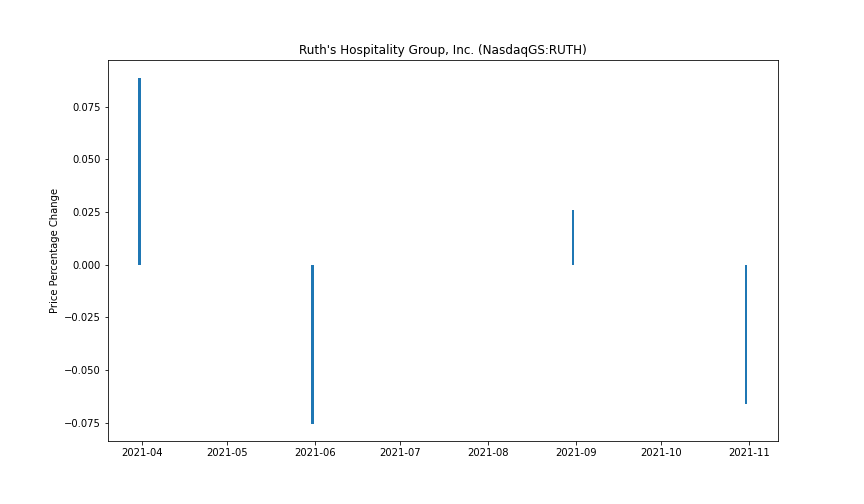 Ruth's Hospitality Group, Inc. (NasdaqGS:RUTH)
Price Percentage Change
0.075
0.050
0.025
0.000
−0.025
−0.050
−0.075
2021-04 2021-05 2021-06 2021-07 2021-08 2021-09 2021-10 2021-11